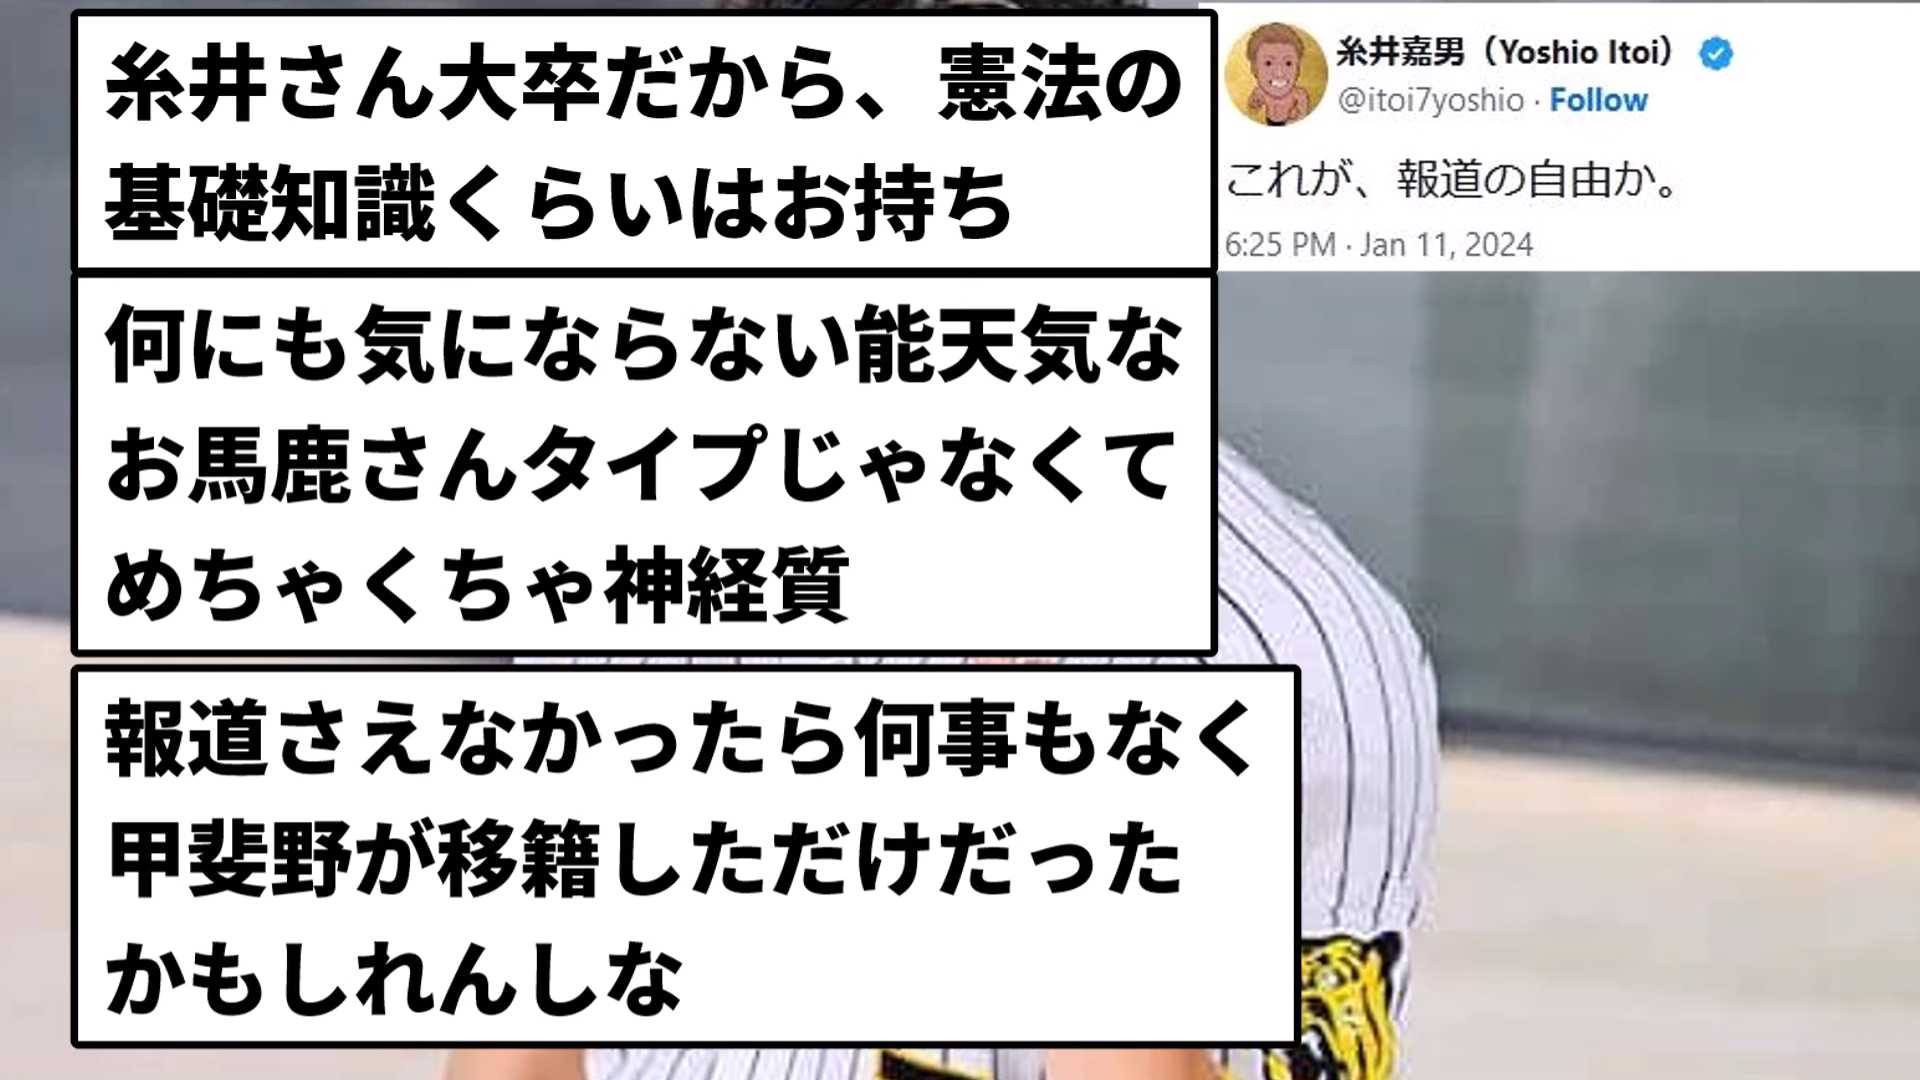 糸井さん大卒だから、憲法の
基礎知識くらいはお持ち
何にも気にならない能天気な
お馬鹿さんタイプじゃなくて
めちゃくちゃ神経質
報道さえなかったら何事もなく
甲斐野が移籍しただけだった
かもしれんしな
糸井嘉男（Yoshio Itoi）
@itoi7yoshio · Follow
これが、報道の自由か。
6:25 PM · Jan 11, 2024